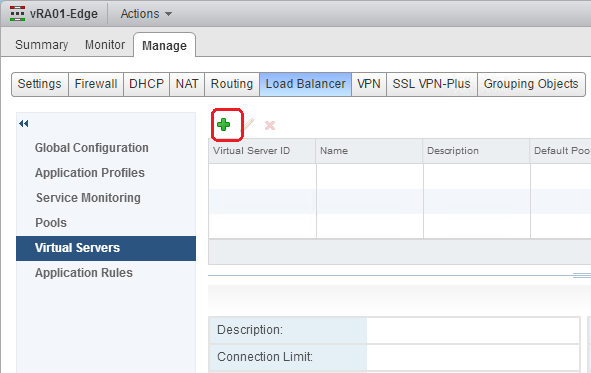 vRA01-Edge Actions
Summary Monitor Manage
Settings Firewall DHCP NAT Routing Load Balancer VPN SSL VPN-Plus Grouping Objects
Global Configuration
Application Profiles
Service Monitoring
Pools
Virtual Servers
Application Rules
Virtual Server ID Name Description Default Poo
Description:
Connection Limit: